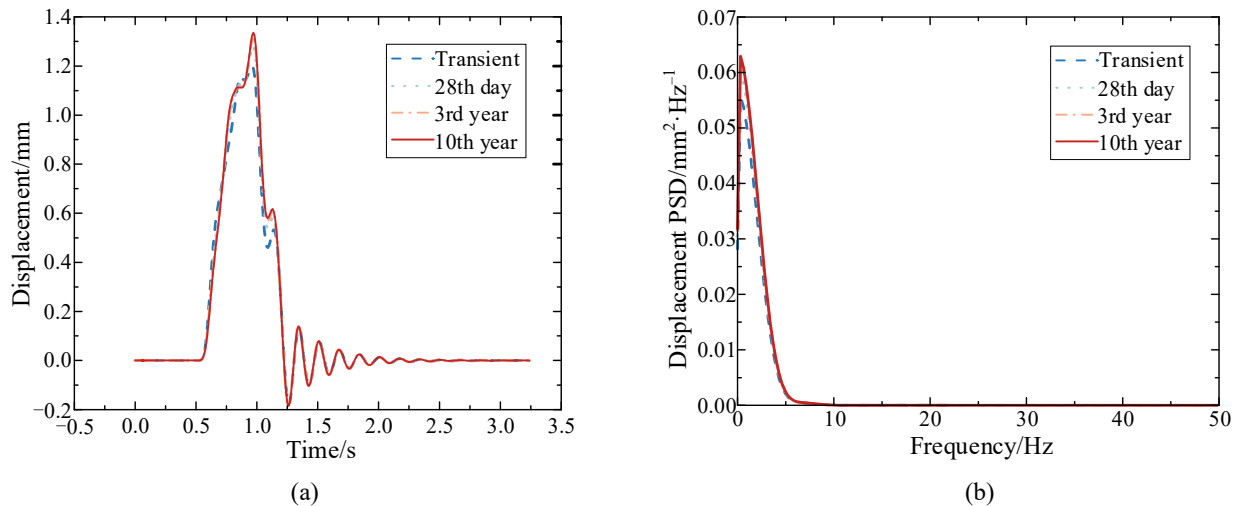 1.4
1.2
1.0
0.8
0.6
0.4
0.2
0.0
−0.2
Displacement/mm
Transient
28th day
3rd year
10th year
−0.5 0.0 0.5 1.0 1.5 2.0 2.5 3.0 3.5
Time/s
(a)
0.07
0.06
0.05
0.04
0.03
0.02
0.01
0.00
Displacement PSD/mm²·Hz⁻¹
Transient
28th day
3rd year
10th year
0 10 20 30 40 50
Frequency/Hz
(b)